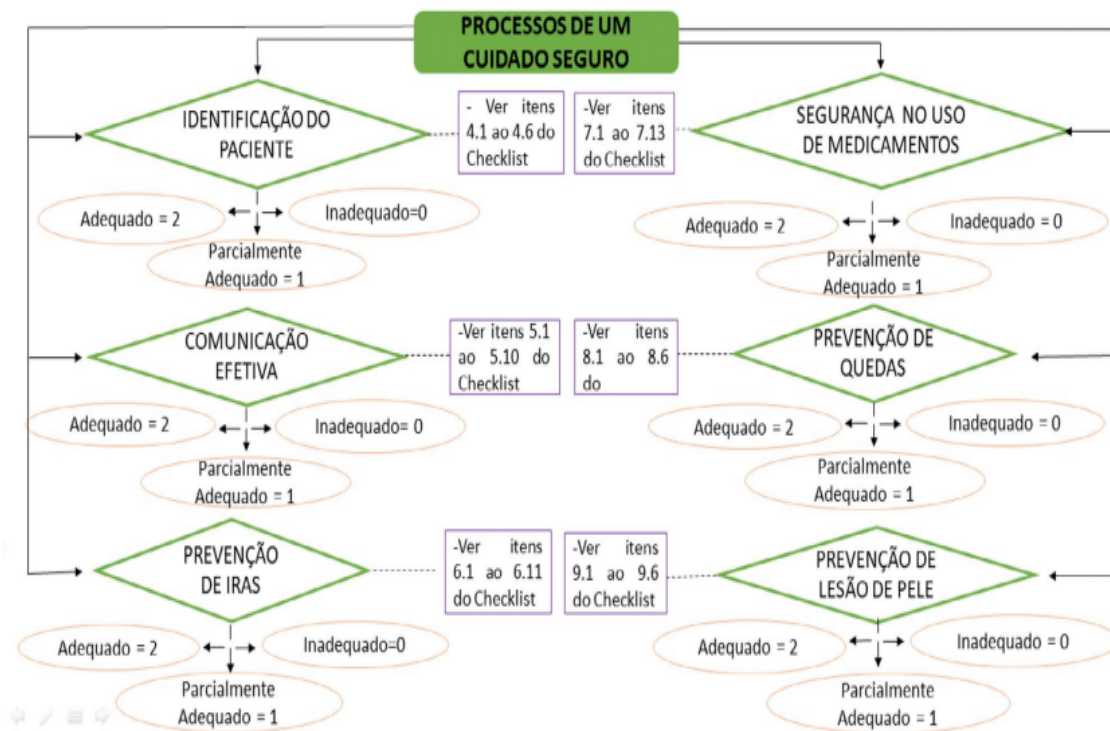 PROCESSOS DE UM
CUIDADO SEGURO
IDENTIFICAÇÃO DO
PACIENTE
- Ver itens
4.1 ao 4.6 do
Checklist
-Ver itens
7.1 ao 7.13
do Checklist
SEGURANÇA NO USO
DE MEDICAMENTOS
Adequado = 2
Inadequado=0
Parcialmente
Adequado = 1
Adequado = 2
Inadequado = 0
Parcialmente
Adequado = 1
COMUNICAÇÃO
EFETIVA
-Ver itens 5.1
ao 5.10 do
Checklist
-Ver itens
8.1 ao 8.6
do
PREVENÇÃO DE
QUEDAS
Adequado = 2
Inadequado= 0
Parcialmente
Adequado = 1
Adequado = 2
Inadequado = 0
Parcialmente
Adequado = 1
PREVENÇÃO
DE IRAS
-Ver itens
6.1 ao 6.11
do Checklist
-Ver itens
9.1 ao 9.6
do Checklist
PREVENÇÃO DE
LESÃO DE PELE
Adequado = 2
Inadequado=0
Parcialmente
Adequado = 1
Adequado = 2
Inadequado = 0
Parcialmente
Adequado = 1